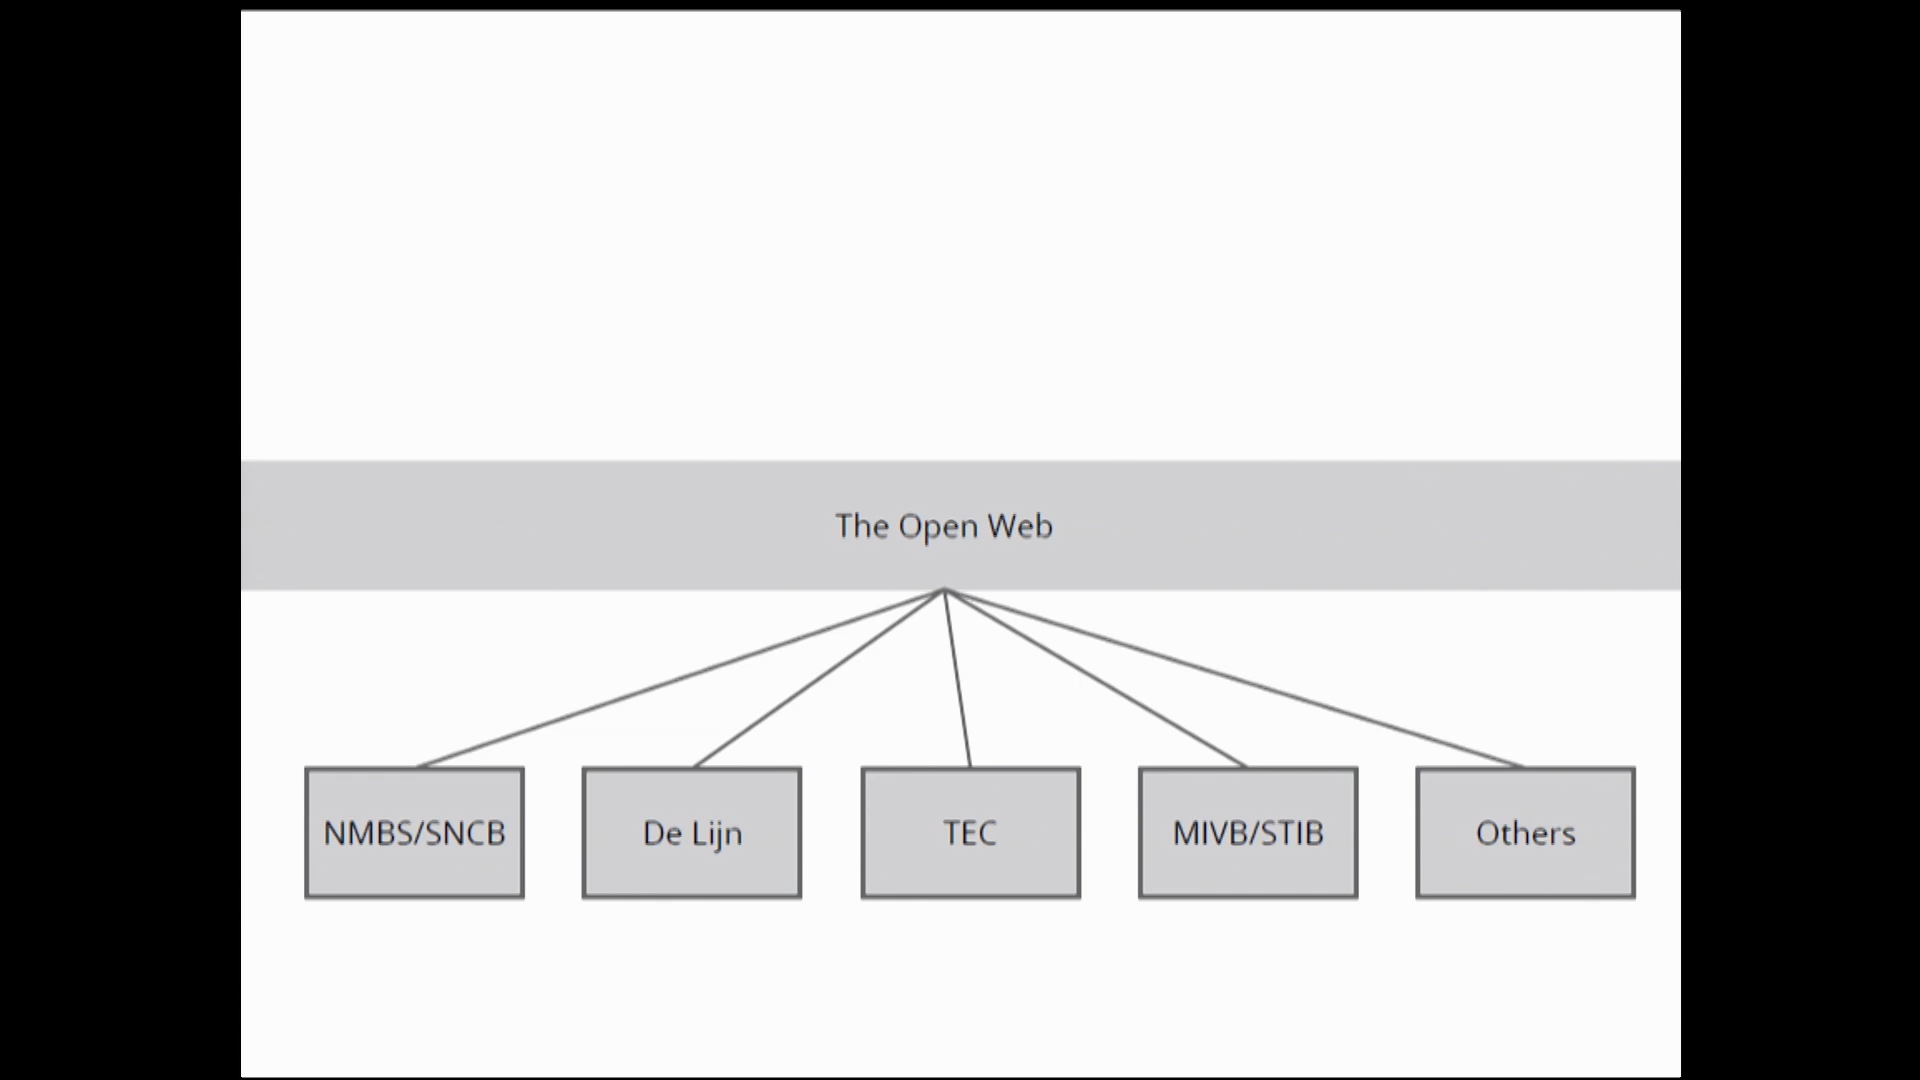 The Open Web
NMBS/SNCB
De Lijn
TEC
MIVB/STIB
Others